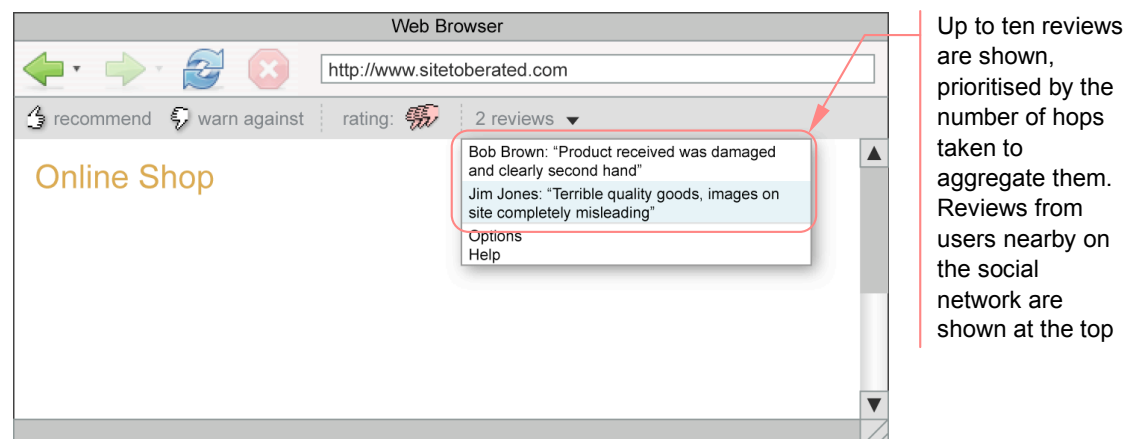 Web Browser
http://www.sitetoberated.com
recommend warn against rating: 2 reviews
Bob Brown: “Product received was damaged
and clearly second hand”
Jim Jones: “Terrible quality goods, images on
site completely misleading”
Options
Help
Online Shop
Up to ten reviews
are shown,
prioritised by the
number of hops
taken to
aggregate them.
Reviews from
users nearby on
the social
network are
shown at the top